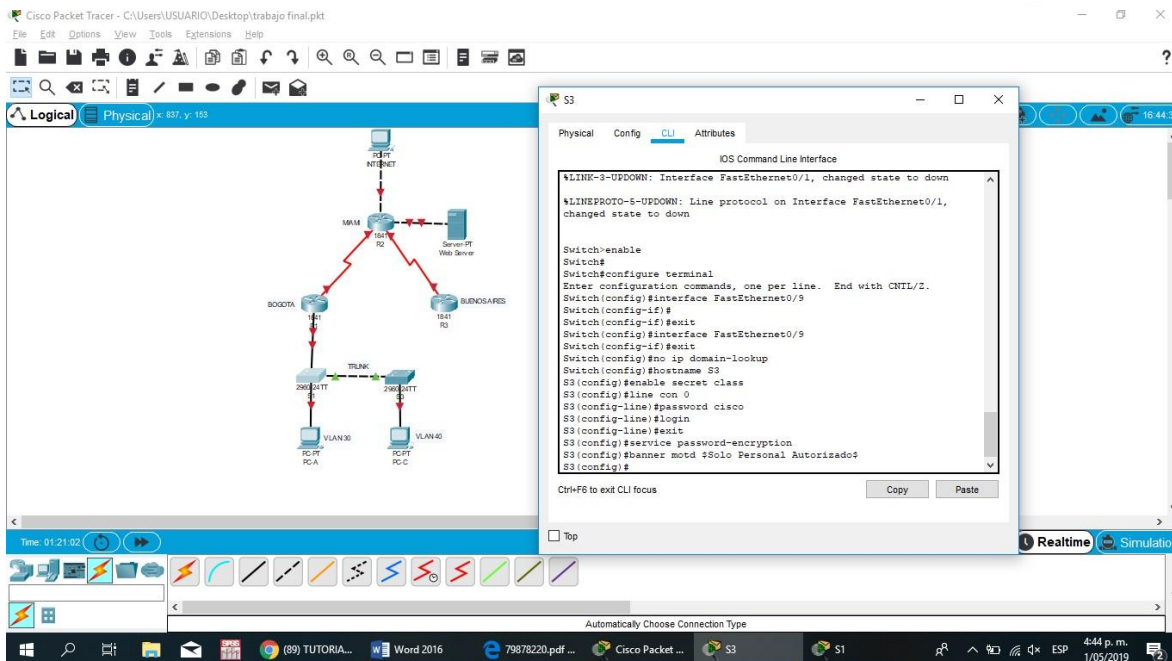 Cisco Packet Tracer - C:\Users\USUARIO\Desktop\trabajo final.pkt
File Edit Options View Tools Extensions Help
?
Logical
Physical
x: 837, y: 153
16:44:3
PC-PT
INTERNET
MIAMI
1841
R2
Server-PT
Web Server
BOGOTA
1841
BUENOSAIRES
1841
R3
TRUNK
2960-24TT
2960-24TT
VLAN 30
PC-PT
PC-A
VLAN 40
PC-PT
PC-C
S3
Physical Config CLI Attributes
IOS Command Line Interface
%LINK-3-UPDOWN: Interface FastEthernet0/1, changed state to down
%LINEPROTO-5-UPDOWN: Line protocol on Interface FastEthernet0/1,
changed state to down
Switch>enable
Switch#
Switch#configure terminal
Enter configuration commands, one per line. End with CNTL/Z.
Switch(config)#interface FastEthernet0/9
Switch(config-if)#
Switch(config-if)#exit
Switch(config)#interface FastEthernet0/9
Switch(config-if)#exit
Switch(config)#no ip domain-lookup
Switch(config)#hostname S3
S3(config)#enable secret class
S3(config)#line con 0
S3(config-line)#password cisco
S3(config-line)#login
S3(config-line)#exit
S3(config)#service password-encryption
S3(config)#banner motd $Solo Personal Autorizado$
S3(config)#
Ctrl+F6 to exit CLI focus
Copy
Paste
Top
Time: 01:21:02
Realtime
Simulatio
Automatically Choose Connection Type
(89) TUTORIA...
Word 2016
79878220.pdf ...
Cisco Packet ...
S3
S1
ESP
4:44 p. m.
1/05/2019